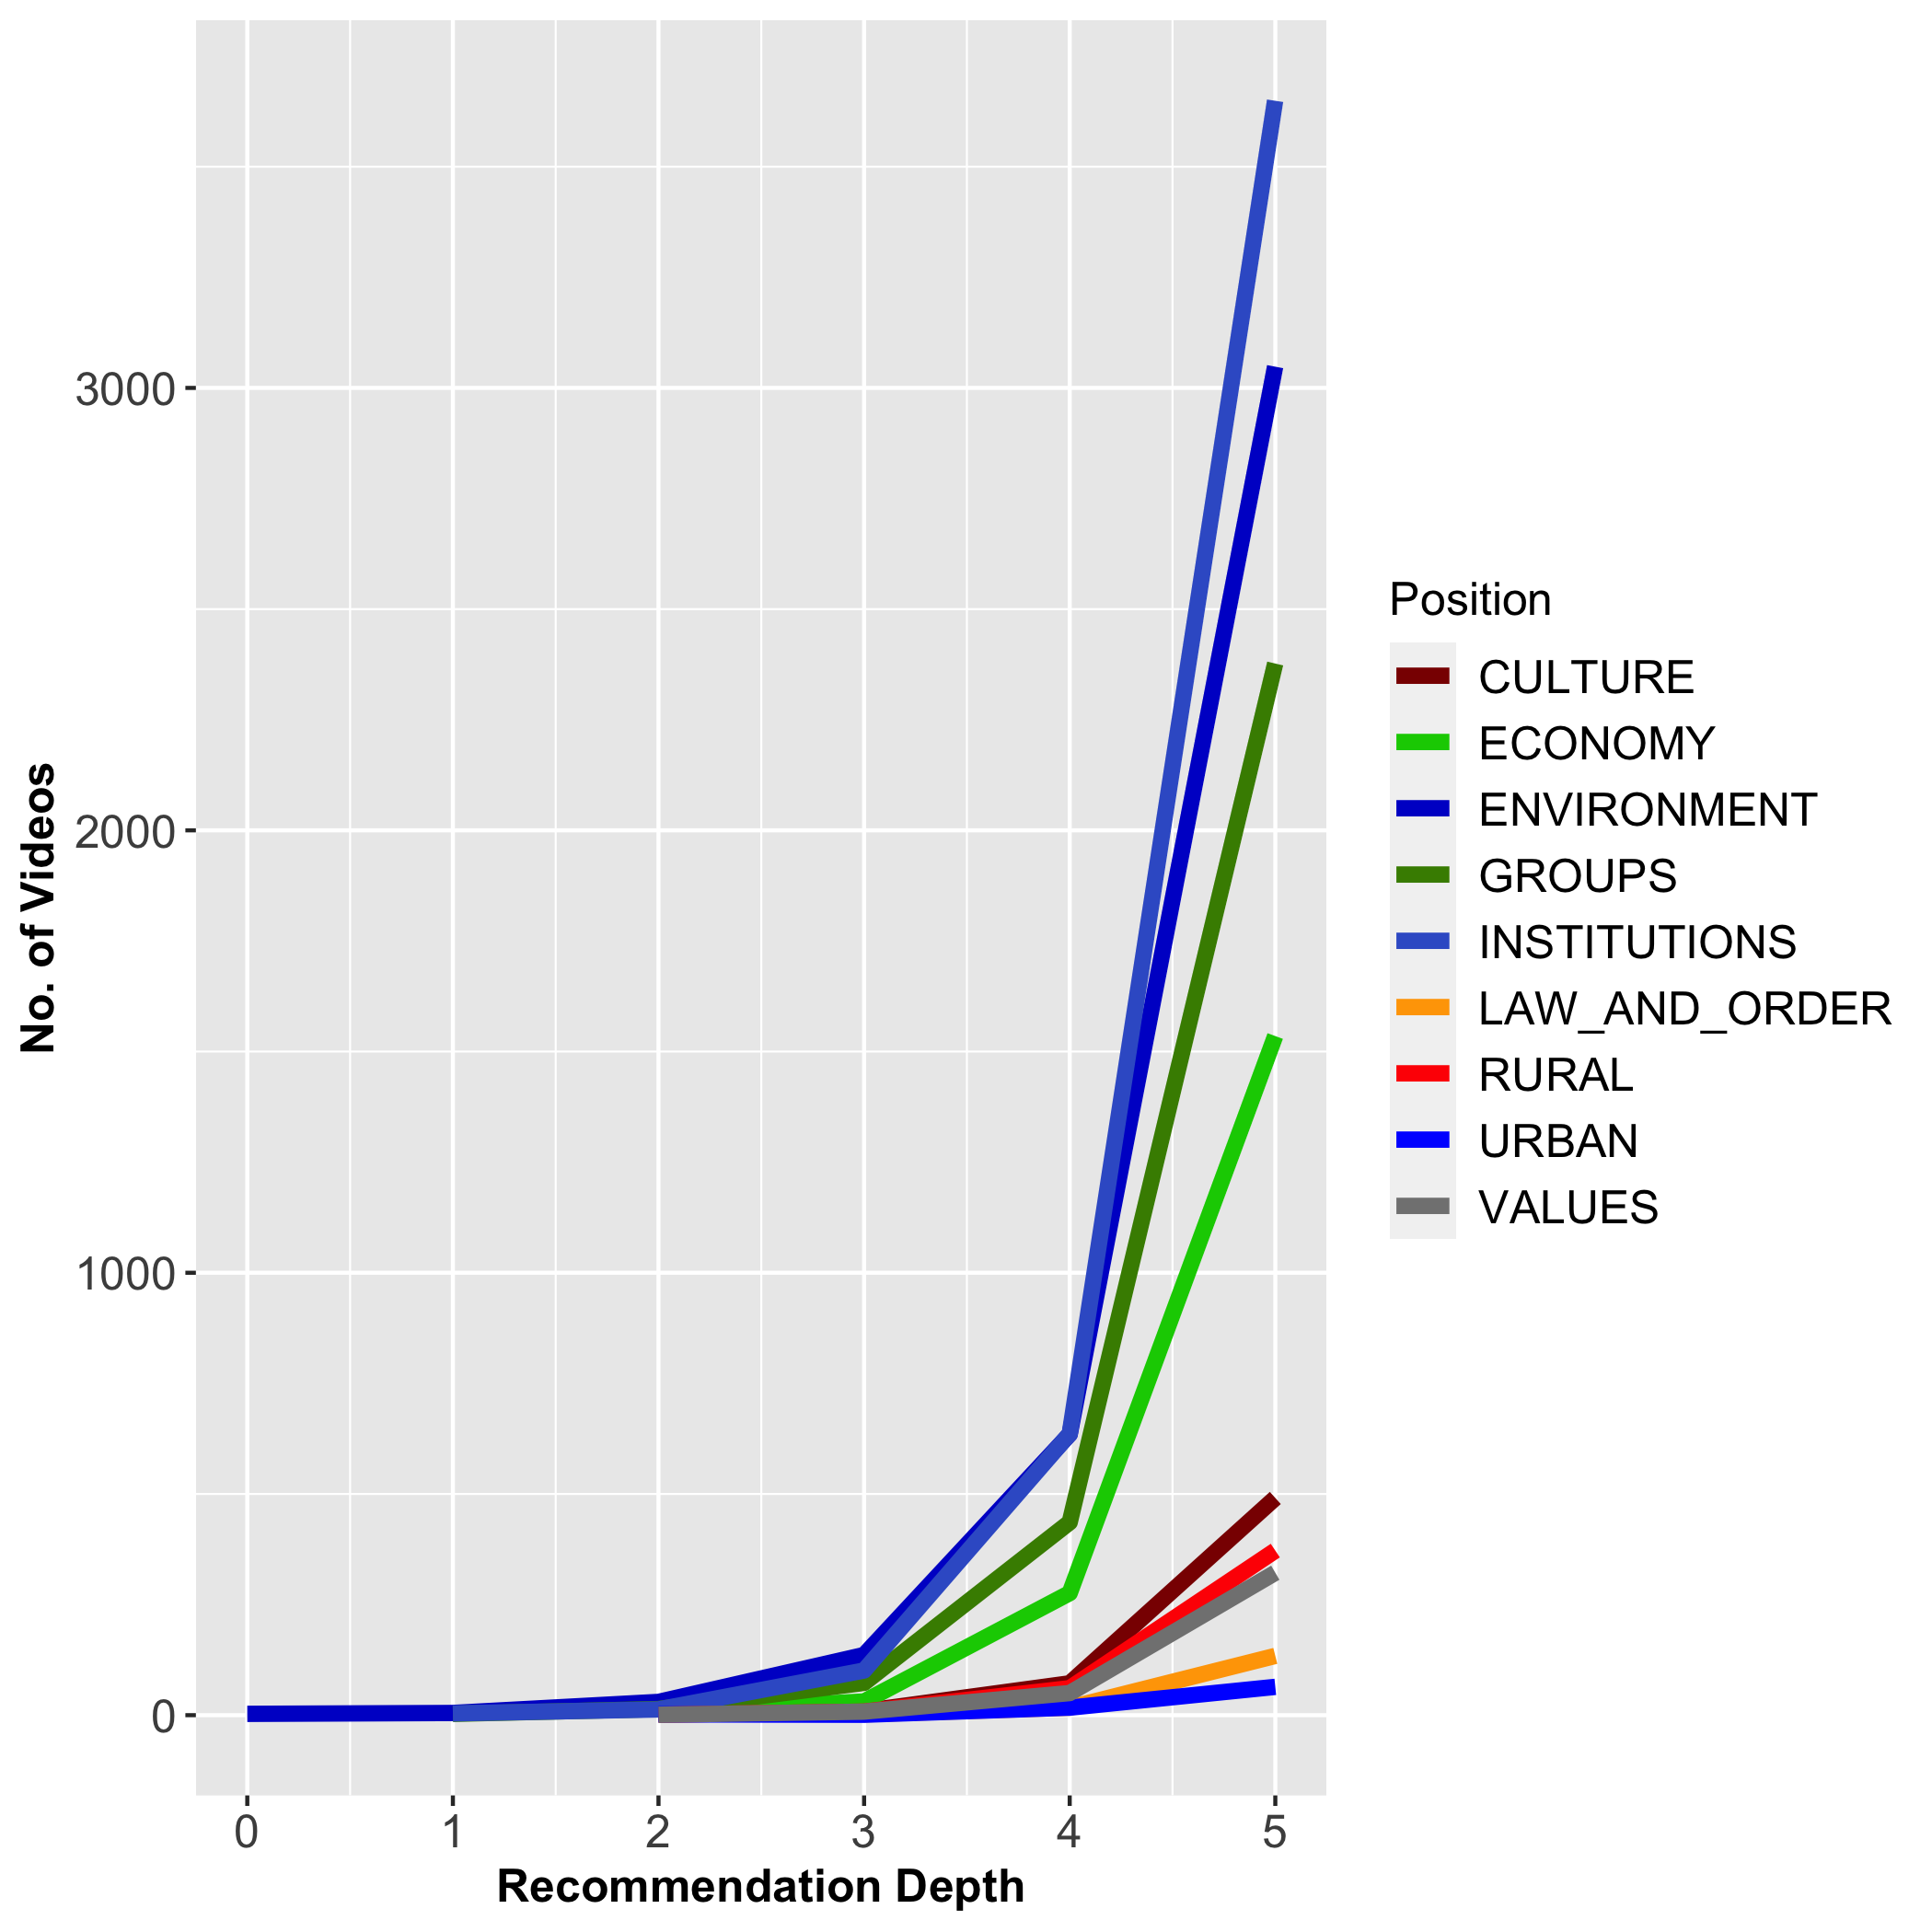 No. of Videos
3000
2000
1000
0
0 1 2 3 4 5
Recommendation Depth
Position
CULTURE
ECONOMY
ENVIRONMENT
GROUPS
INSTITUTIONS
LAW_AND_ORDER
RURAL
URBAN
VALUES